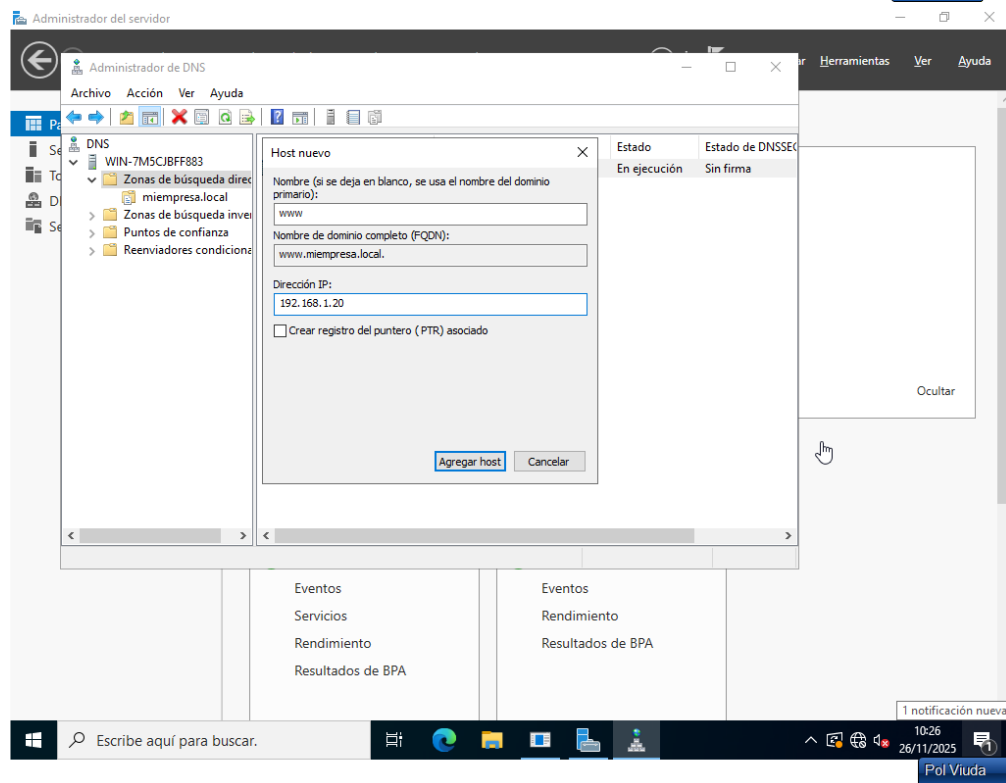 Administrador del servidor
Herramientas Ver Ayuda
Administrador de DNS
Archivo Acción Ver Ayuda
DNS
WIN-7M5CJBFF883
Zonas de búsqueda direc
miempresa.local
Zonas de búsqueda inver
Puntos de confianza
Reenviadores condiciona
Estado Estado de DNSSEC
En ejecución Sin firma
Host nuevo
Nombre (si se deja en blanco, se usa el nombre del dominio
primario):
www
Nombre de dominio completo (FQDN):
www.miempresa.local.
Dirección IP:
192.168.1.20
Crear registro del puntero (PTR) asociado
Agregar host Cancelar
Ocultar
Eventos
Servicios
Rendimiento
Resultados de BPA
Eventos
Rendimiento
Resultados de BPA
1 notificación nueva
Escribe aquí para buscar.
10:26
26/11/2025
1
Pol Viuda